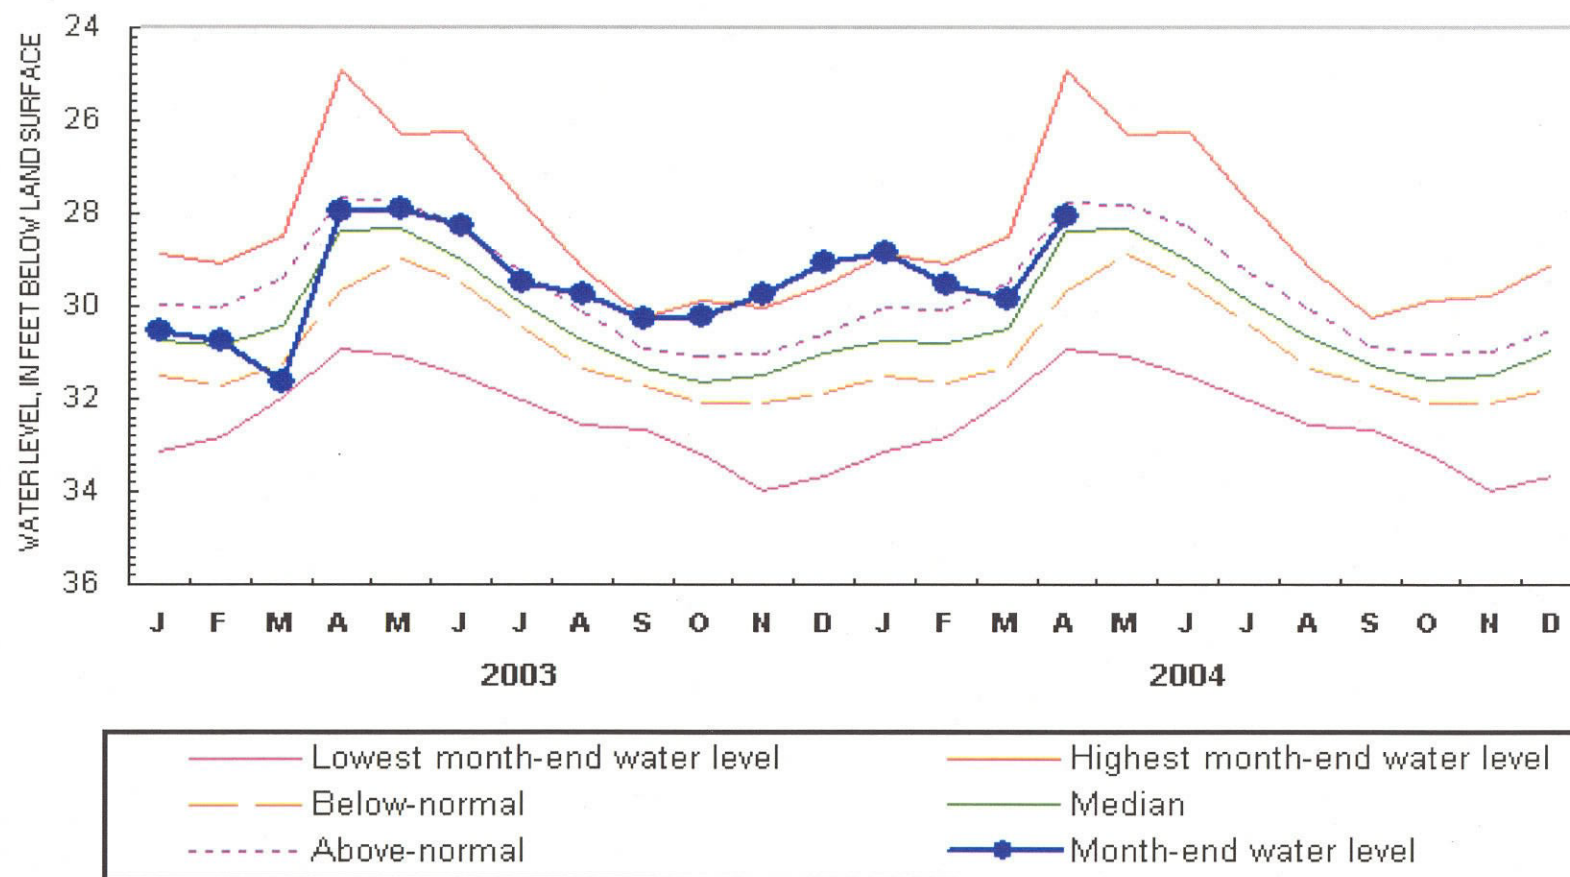 WATER LEVEL, IN FEET BELOW LAND SURFACE
24
26
28
30
32
34
36
J F M A M J J A S O N D J F M A M J J A S O N D
2003 2004
Lowest month-end water level Highest month-end water level
Below-normal Median
Above-normal Month-end water level